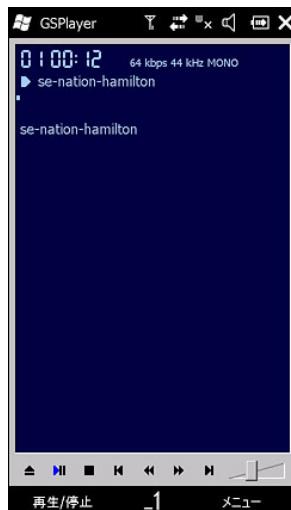 GSPlayer
01 00:12 64 kbps 44 kHz MONO
se-nation-hamilton
se-nation-hamilton
再生/停止 _1 メニュー